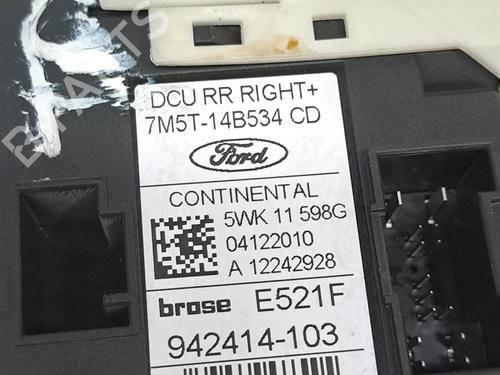 DCU RR RIGHT+
7M5T-14B534 CD
Ford
CONTINENTAL
5WK 11 598G
04122010
A 12242928
brose E521F
942414-103